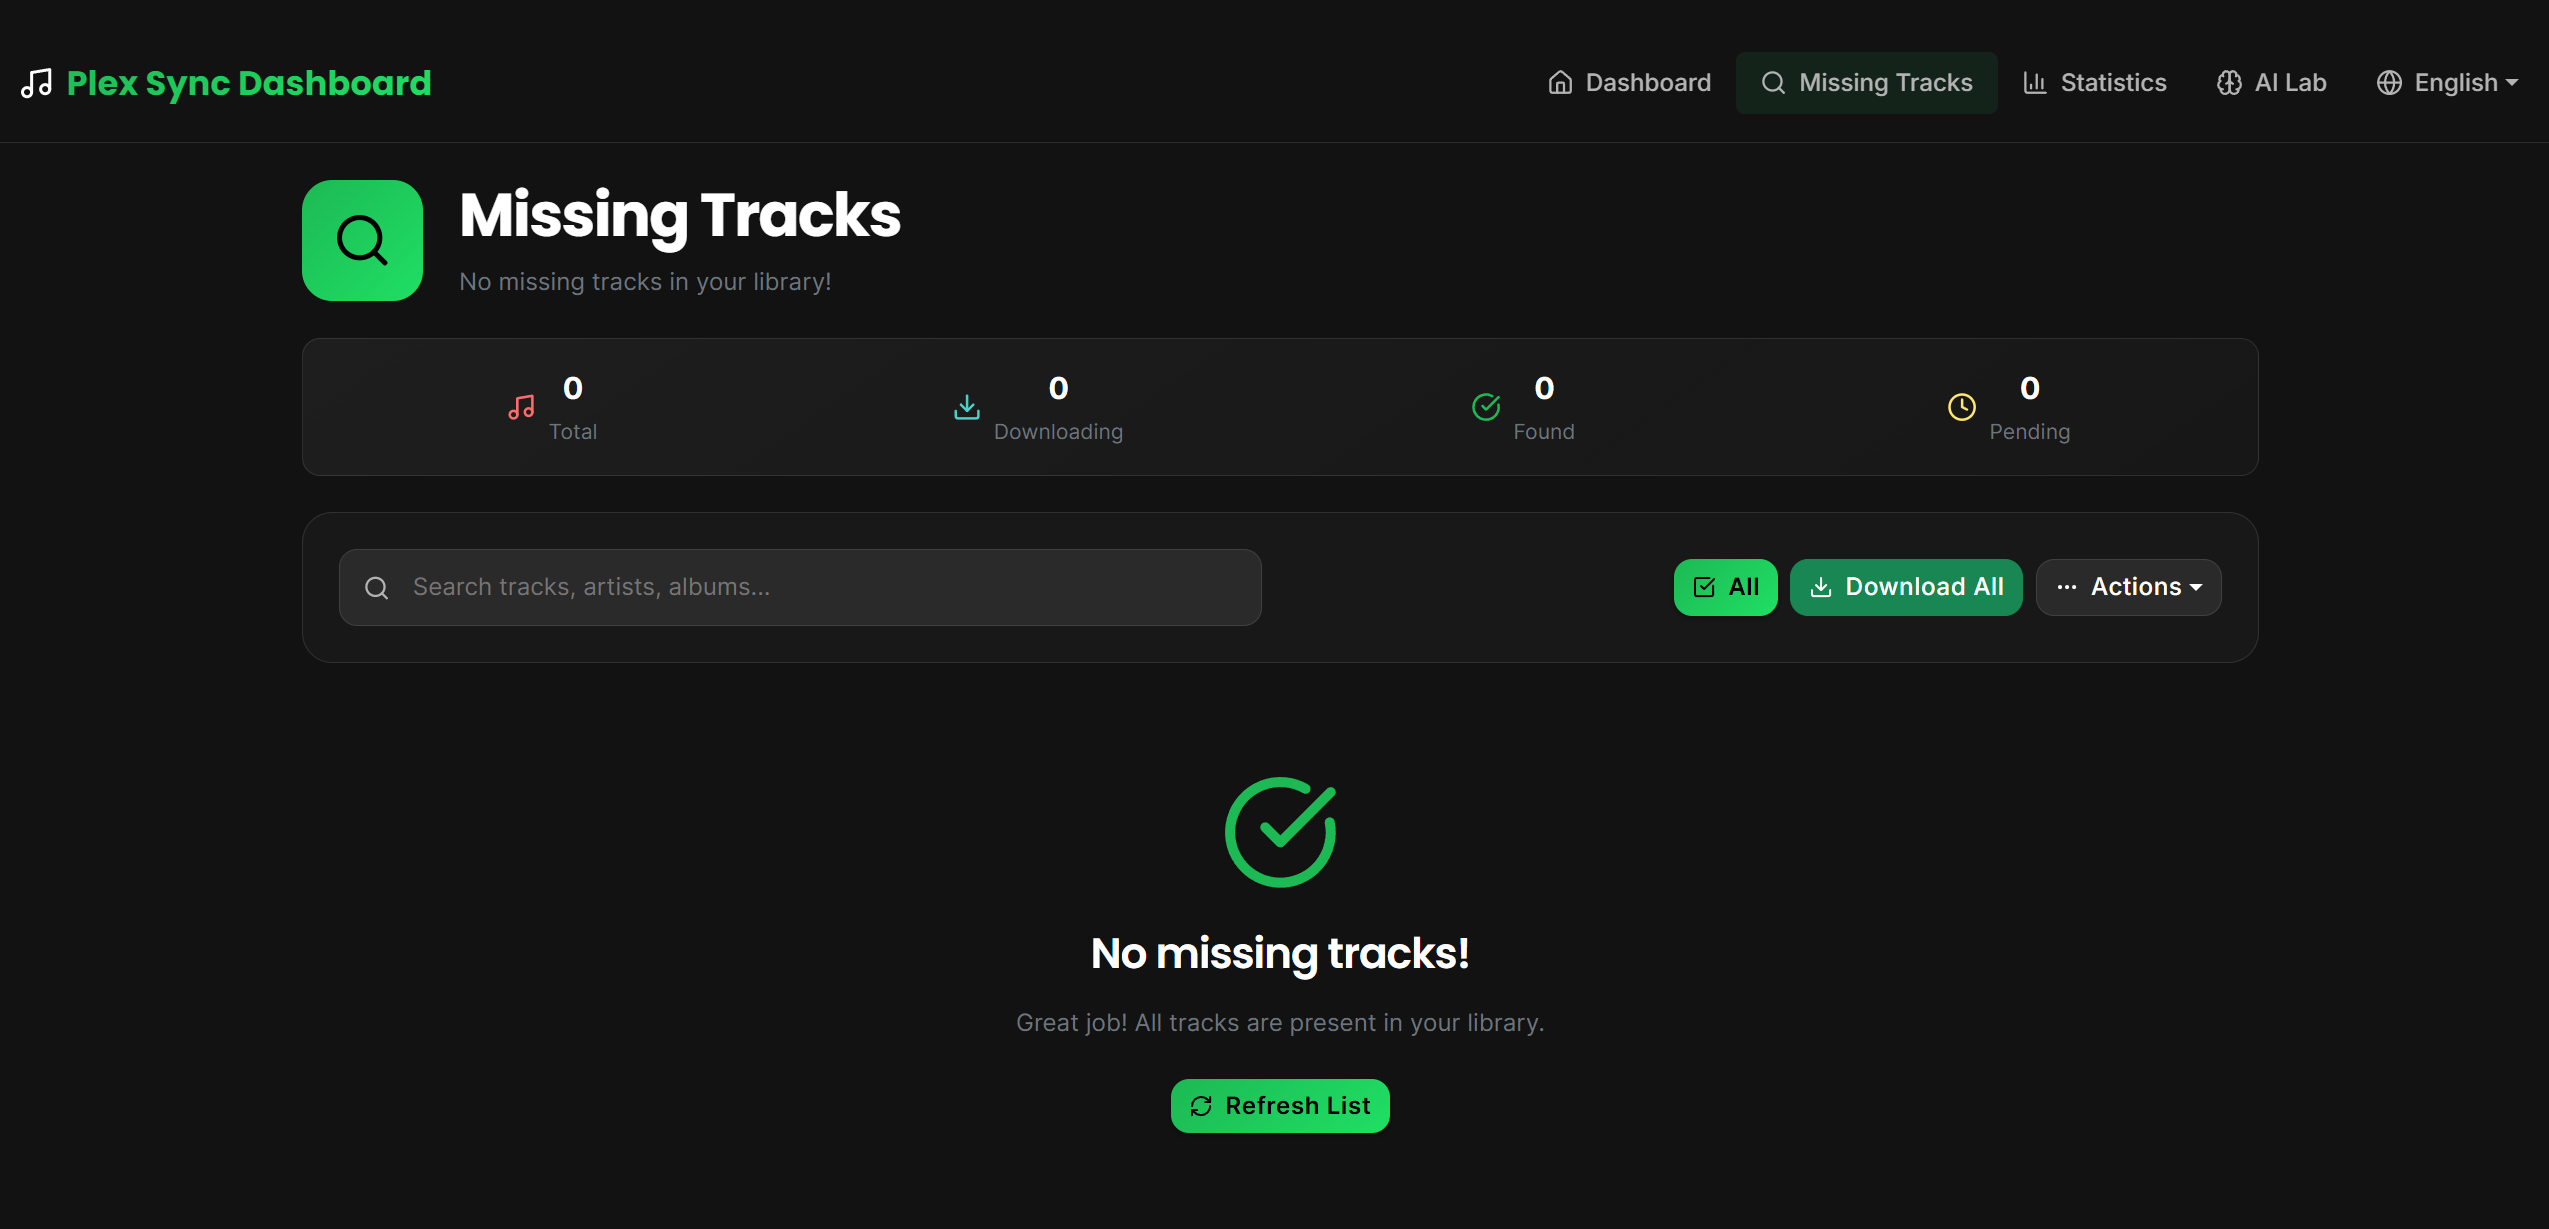 Plex Sync Dashboard
Dashboard
Missing Tracks
Statistics
AI Lab
English
Missing Tracks
No missing tracks in your library!
0
Total
0
Downloading
0
Found
0
Pending
Search tracks, artists, albums...
All
Download All
Actions
No missing tracks!
Great job! All tracks are present in your library.
Refresh List